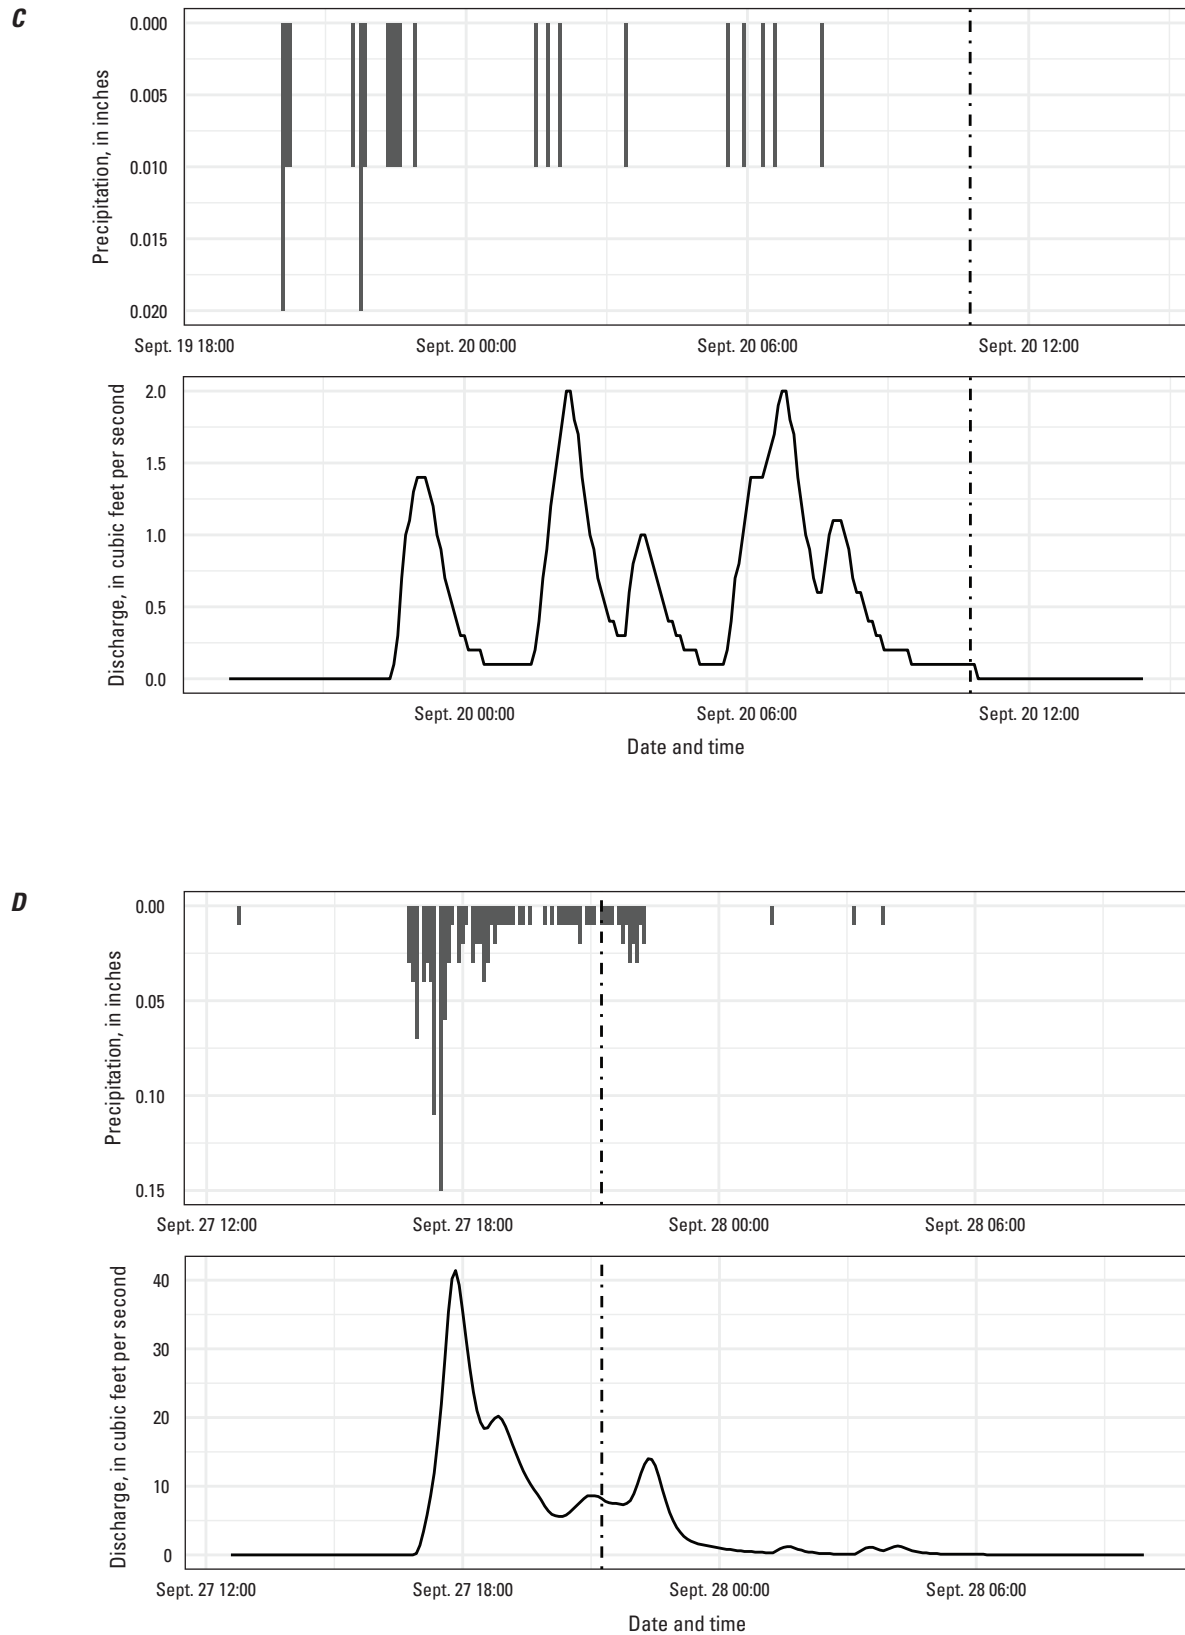 C
Precipitation, in inches
0.000
0.005
0.010
0.015
0.020
Sept. 19 18:00 Sept. 20 00:00 Sept. 20 06:00 Sept. 20 12:00
Discharge, in cubic feet per second
2.0
1.5
1.0
0.5
0.0
Sept. 20 00:00 Sept. 20 06:00 Sept. 20 12:00
Date and time
D
Precipitation, in inches
0.00
0.05
0.10
0.15
Sept. 27 12:00 Sept. 27 18:00 Sept. 28 00:00 Sept. 28 06:00
Discharge, in cubic feet per second
40
30
20
10
0
Sept. 27 12:00 Sept. 27 18:00 Sept. 28 00:00 Sept. 28 06:00
Date and time